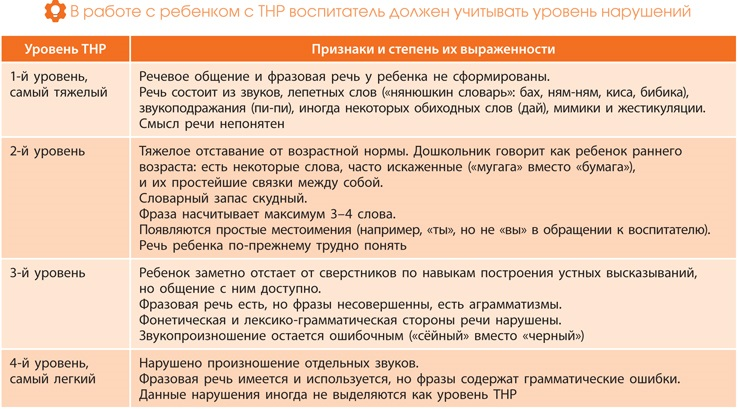 В работе с ребенком с ТНР воспитатель должен учитывать уровень нарушений
Уровень ТНР
Признаки и степень их выраженности
1-й уровень,
самый тяжелый
Речевое общение и фразовая речь у ребенка не сформированы.
Речь состоит из звуков, лепетных слов («нянюшкин словарь»: бах, ням-ням, киса, бибика),
звукоподражания (пи-пи), иногда некоторых обиходных слов (дай), мимики и жестикуляции.
Смысл речи непонятен
2-й уровень
Тяжелое отставание от возрастной нормы. Дошкольник говорит как ребенок раннего
возраста: есть некоторые слова, часто искаженные («мугага» вместо «бумага»),
и их простейшие связки между собой.
Словарный запас скудный.
Фраза насчитывает максимум 3–4 слова.
Появляются простые местоимения (например, «ты», но не «вы» в обращении к воспитателю).
Речь ребенка по-прежнему трудно понять
3-й уровень
Ребенок заметно отстает от сверстников по навыкам построения устных высказываний,
но общение с ним доступно.
Фразовая речь есть, но фразы несовершенны, есть аграмматизмы.
Фонетическая и лексико-грамматическая стороны речи нарушены.
Звукопроизношение остается ошибочным («сёйный» вместо «черный»)
4-й уровень,
самый легкий
Нарушено произношение отдельных звуков.
Фразовая речь имеется и используется, но фразы содержат грамматические ошибки.
Данные нарушения иногда не выделяются как уровень ТНР